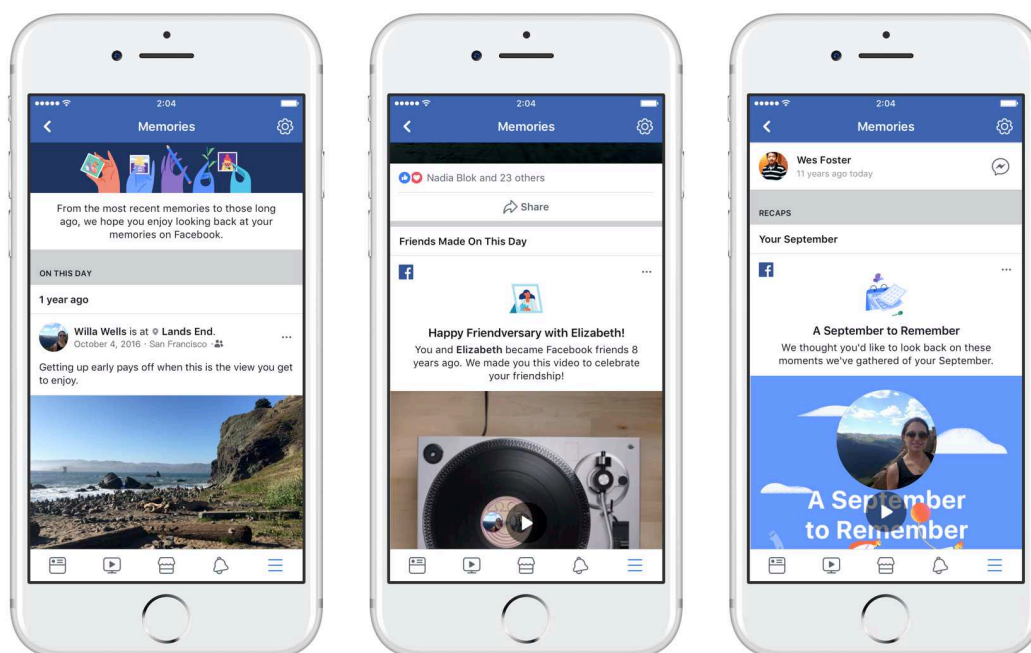 2:04
Memories
From the most recent memories to those long
ago, we hope you enjoy looking back at your
memories on Facebook.
ON THIS DAY
1 year ago
Willa Wells is at Lands End.
October 4, 2016 · San Francisco ·
Getting up early pays off when this is the view you get
to enjoy.
2:04
Memories
Nadia Blok and 23 others
Share
Friends Made On This Day
f
Happy Friendversary with Elizabeth!
You and Elizabeth became Facebook friends 8
years ago. We made you this video to celebrate
your friendship!
2:04
Memories
Wes Foster
11 years ago today
RECAPS
Your September
f
A September to Remember
We thought you'd like to look back on these
moments we've gathered of your September.
A September
to Remember